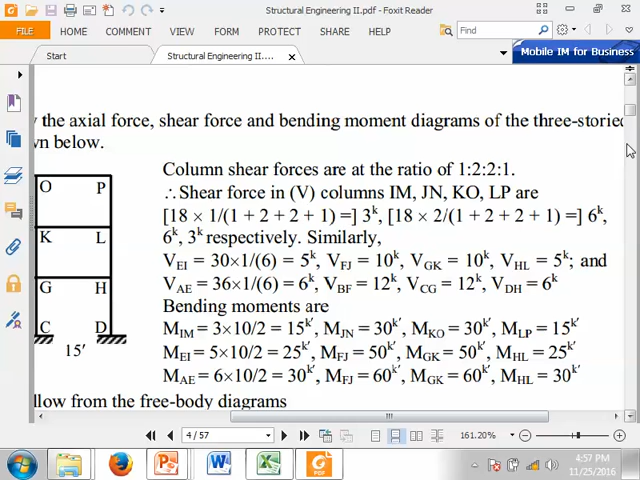 Structural Engineering II.pdf - Foxit Reader
FILE HOME COMMENT VIEW FORM PROTECT SHARE HELP Find
Start Structural Engineering II.... Mobile IM for Business
the axial force, shear force and bending moment diagrams of the three-storied
wn below.
Column shear forces are at the ratio of 1:2:2:1.
∴ Shear force in (V) columns IM, JN, KO, LP are
[18 × 1/(1 + 2 + 2 + 1) =] 3ᵏ, [18 × 2/(1 + 2 + 2 + 1) =] 6ᵏ,
6ᵏ, 3ᵏ respectively. Similarly,
V_EI = 30×1/(6) = 5ᵏ, V_FJ = 10ᵏ, V_GK = 10ᵏ, V_HL = 5ᵏ; and
V_AE = 36×1/(6) = 6ᵏ, V_BF = 12ᵏ, V_CG = 12ᵏ, V_DH = 6ᵏ
Bending moments are
M_IM = 3×10/2 = 15ᵏ′, M_JN = 30ᵏ′, M_KO = 30ᵏ′, M_LP = 15ᵏ′
M_EI = 5×10/2 = 25ᵏ′, M_FJ = 50ᵏ′, M_GK = 50ᵏ′, M_HL = 25ᵏ′
M_AE = 6×10/2 = 30ᵏ′, M_FJ = 60ᵏ′, M_GK = 60ᵏ′, M_HL = 30ᵏ′
O P
K L
G H
C D
15′
llow from the free-body diagrams
4 / 57 161.20%
4:57 PM
11/25/2016